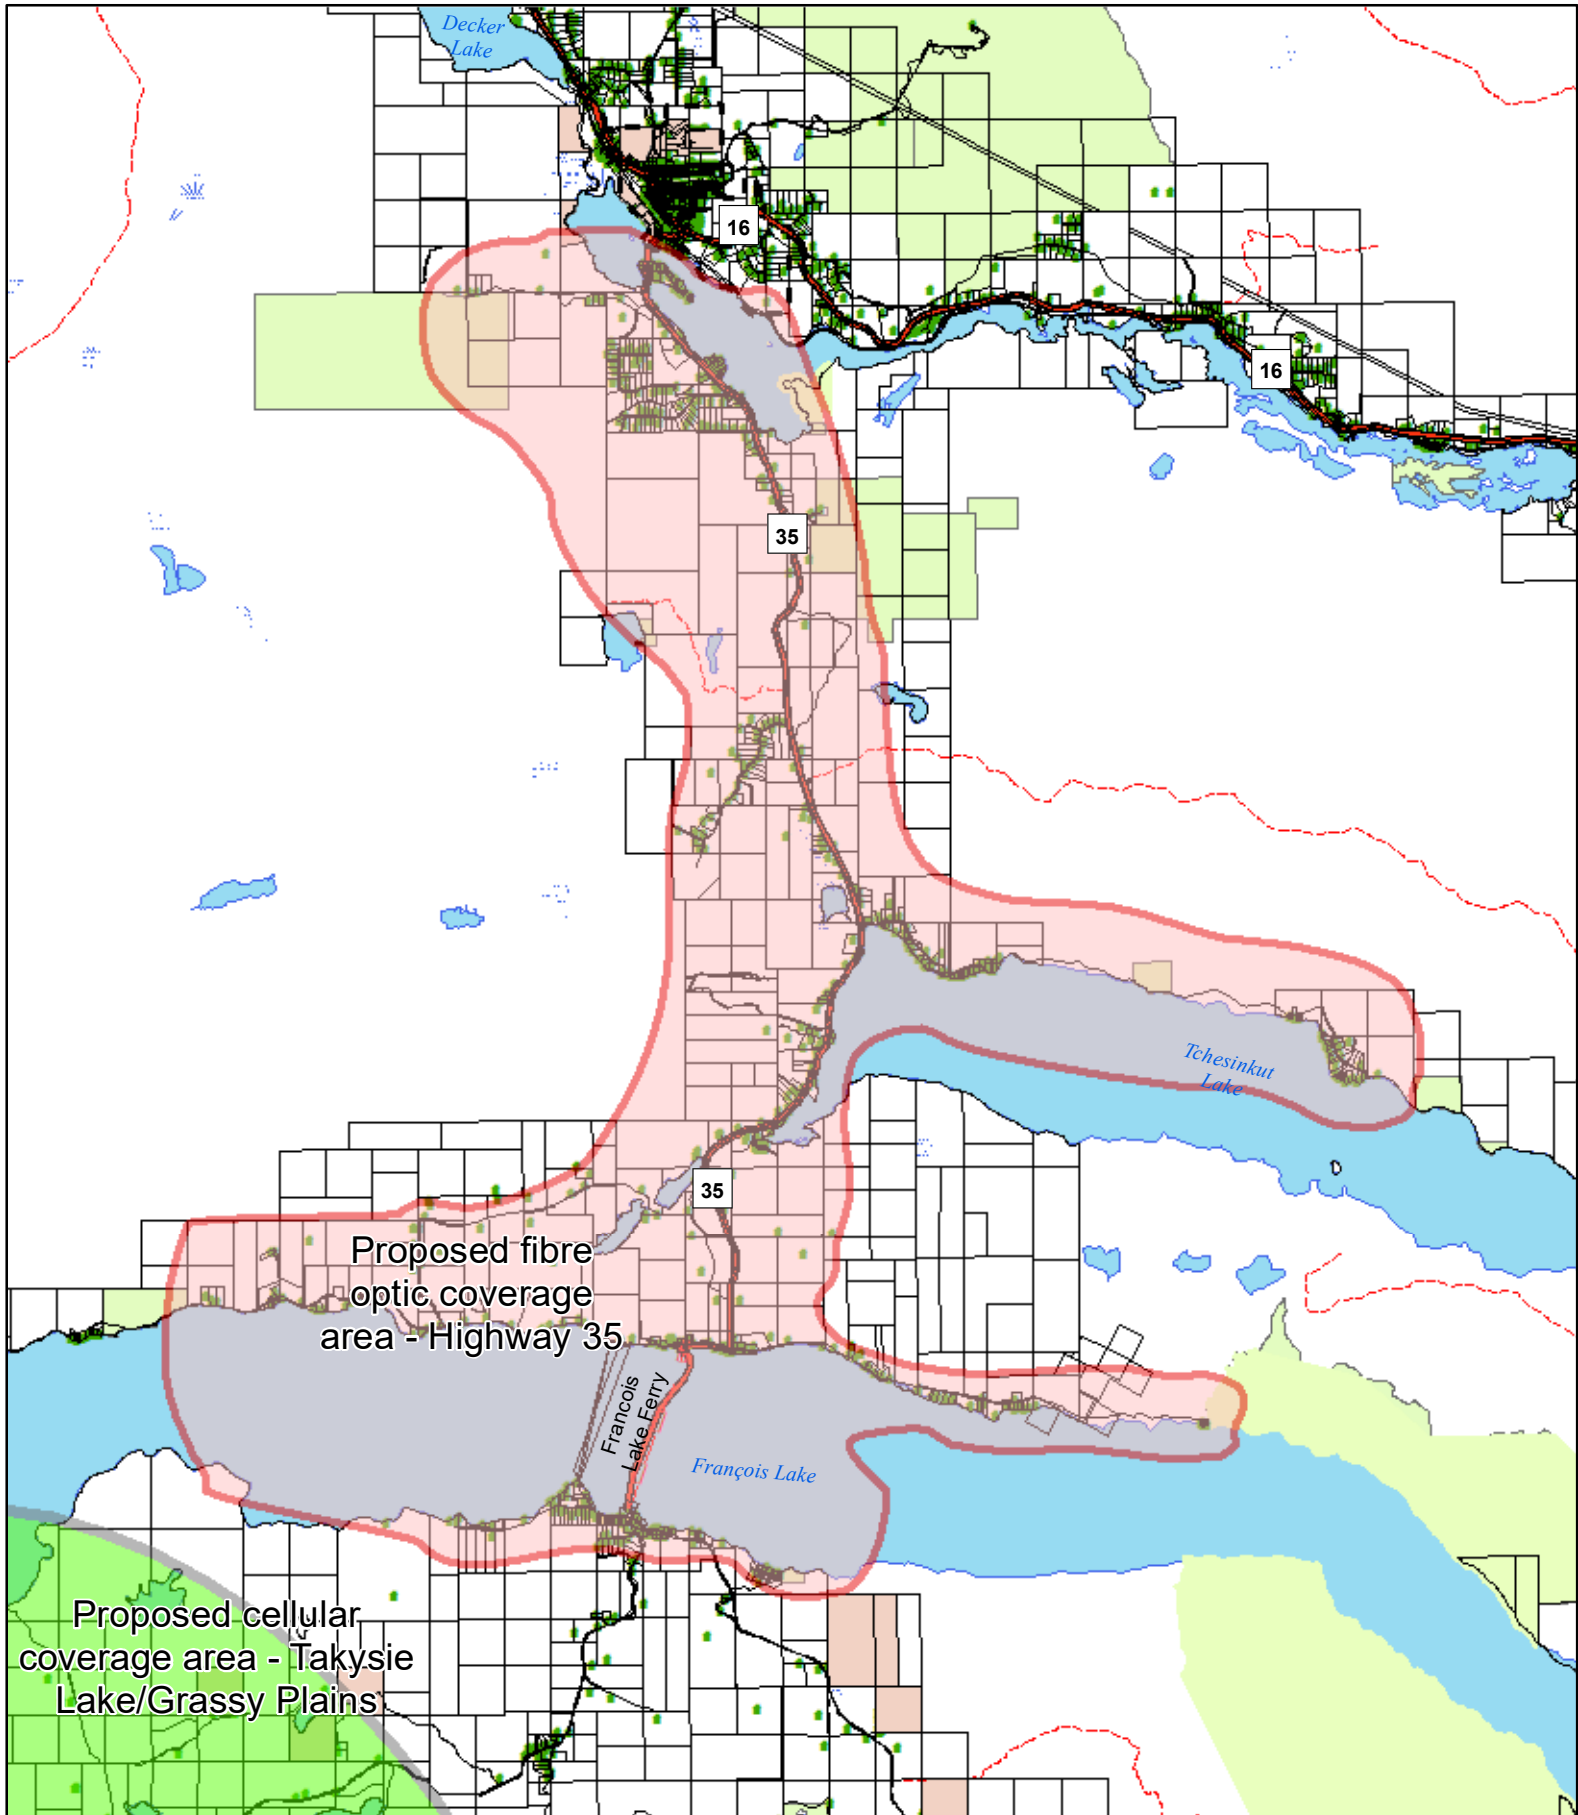 Decker
Lake
16
16
35
Tchesinkut
Lake
35
Proposed fibre
optic coverage
area - Highway 35
Francois
Lake Ferry
François Lake
Proposed cellular
coverage area - Takysie
Lake/Grassy Plains